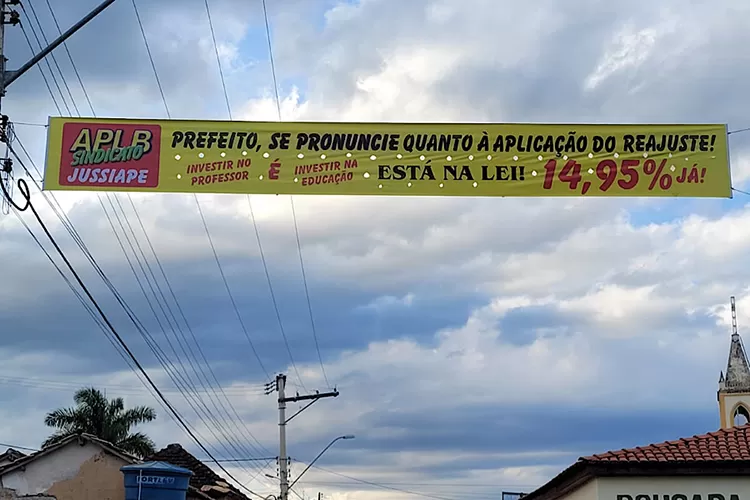 APLB
SINDICATO
JUSSIAPE
PREFEITO, SE PRONUNCIE QUANTO À APLICAÇÃO DO REAJUSTE!
INVESTIR NO
PROFESSOR
É
INVESTIR NA
EDUCAÇÃO
ESTÁ NA LEI!
14,95% JÁ!
FORTLEV
POUSADA